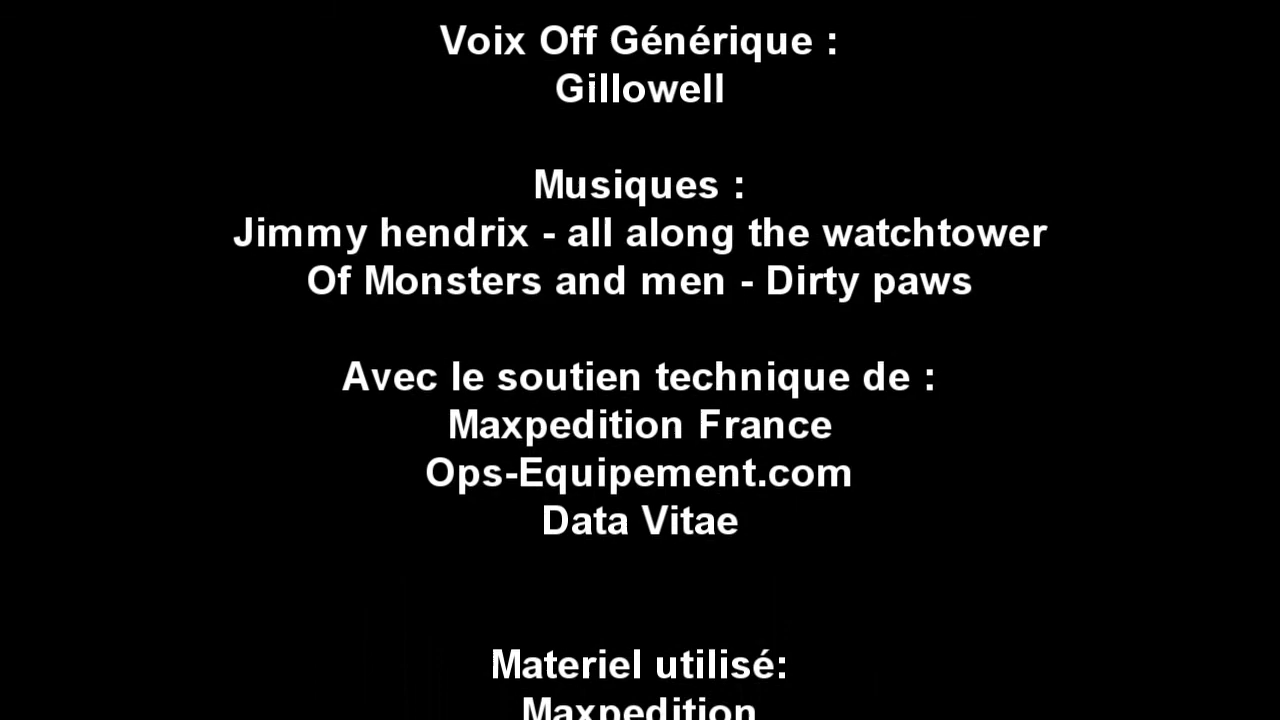 Voix Off Générique :
Gillowell
Musiques :
Jimmy hendrix - all along the watchtower
Of Monsters and men - Dirty paws
Avec le soutien technique de :
Maxpedition France
Ops-Equipement.com
Data Vitae
Materiel utilisé:
Maxpedition